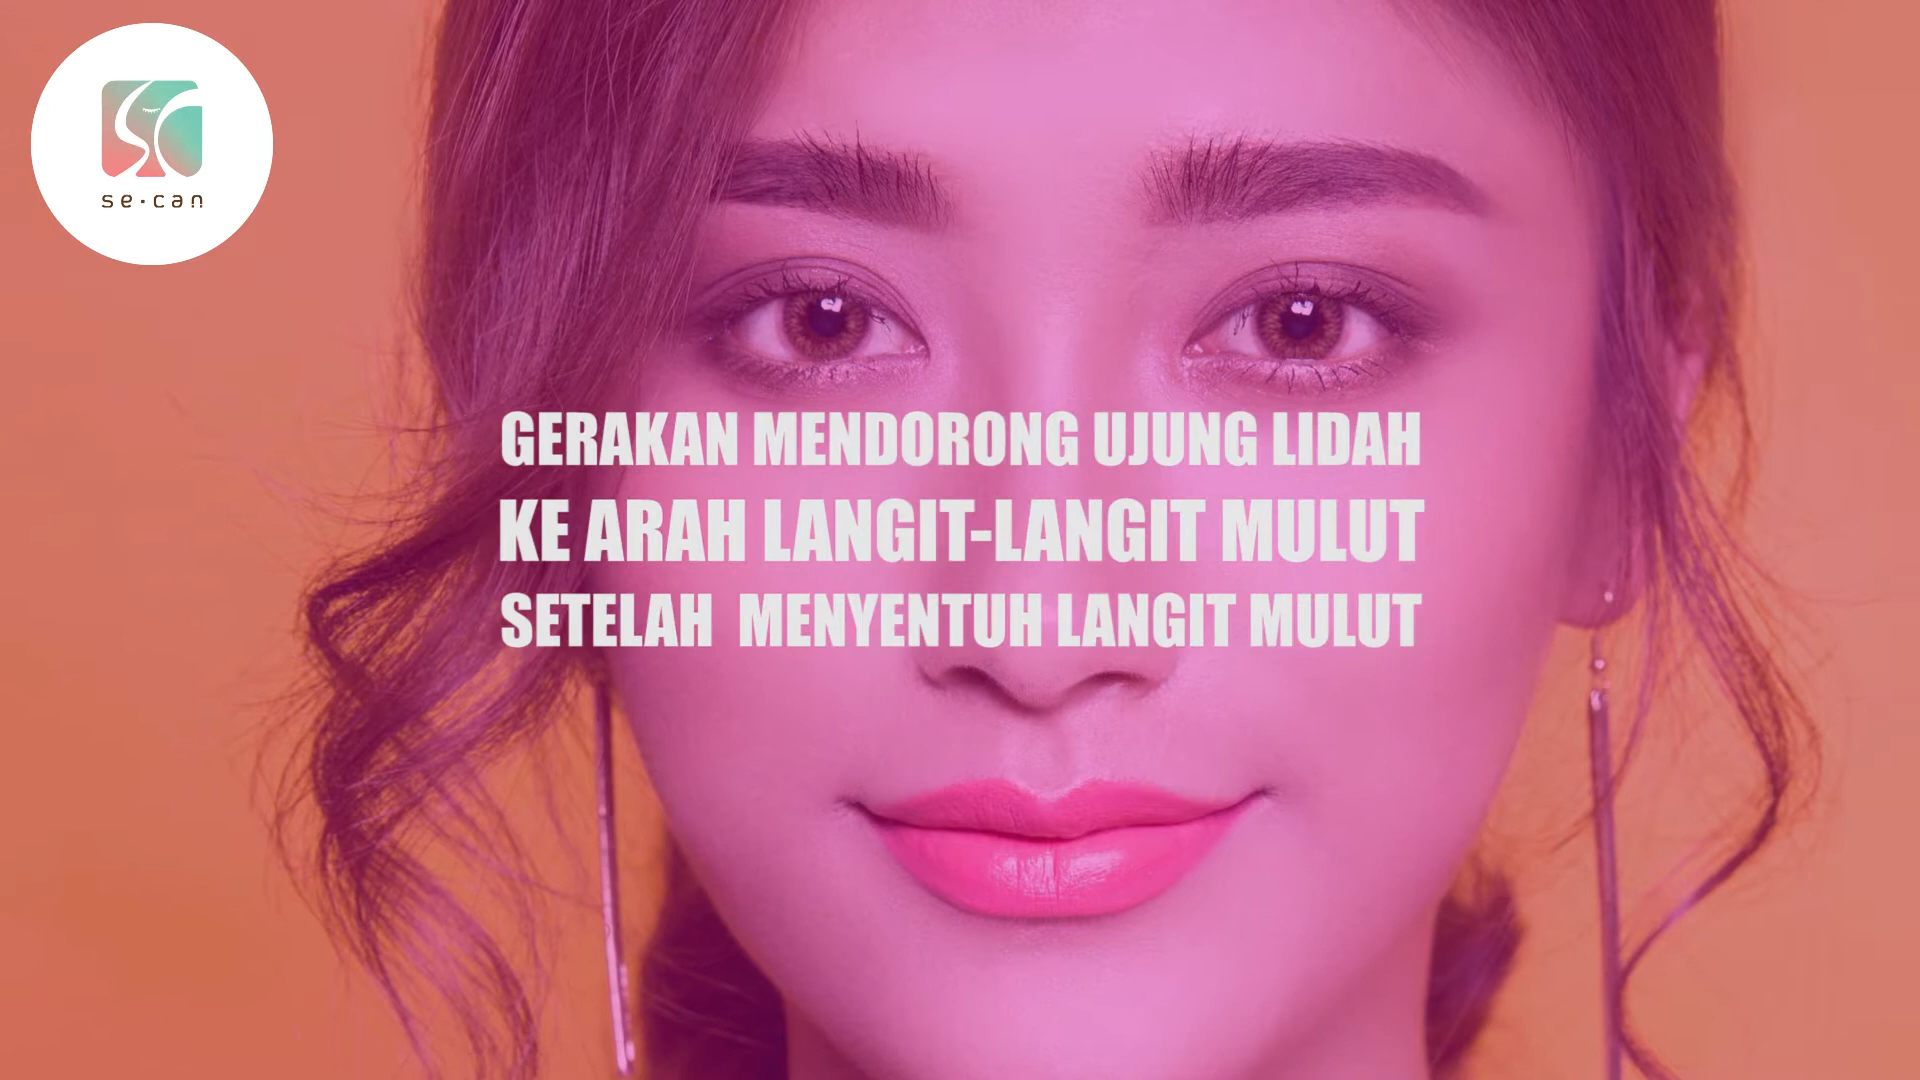 se·can
GERAKAN MENDORONG UJUNG LIDAH
KE ARAH LANGIT-LANGIT MULUT
SETELAH MENYENTUH LANGIT MULUT